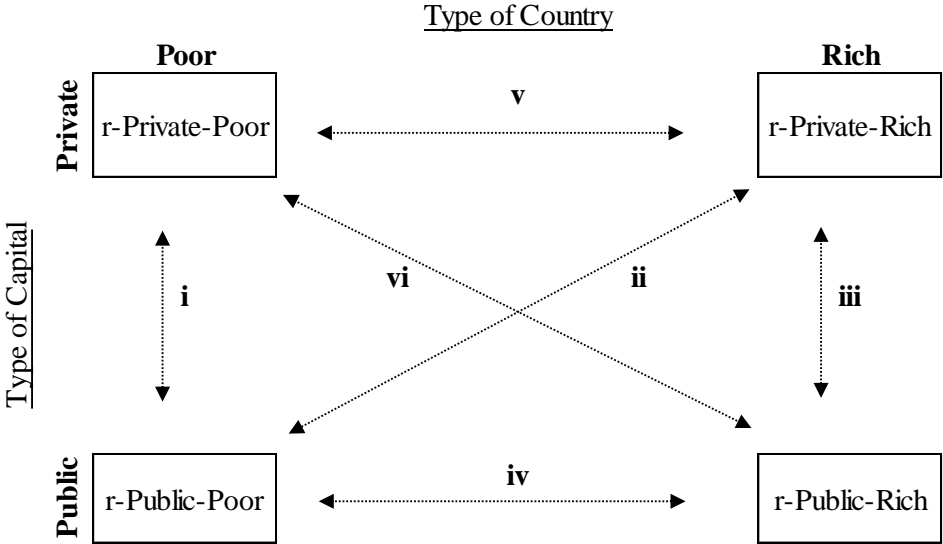 Type of Country
Poor
Rich
Private
r-Private-Poor
v
r-Private-Rich
Type of Capital
i
vi
ii
iii
Public
r-Public-Poor
iv
r-Public-Rich